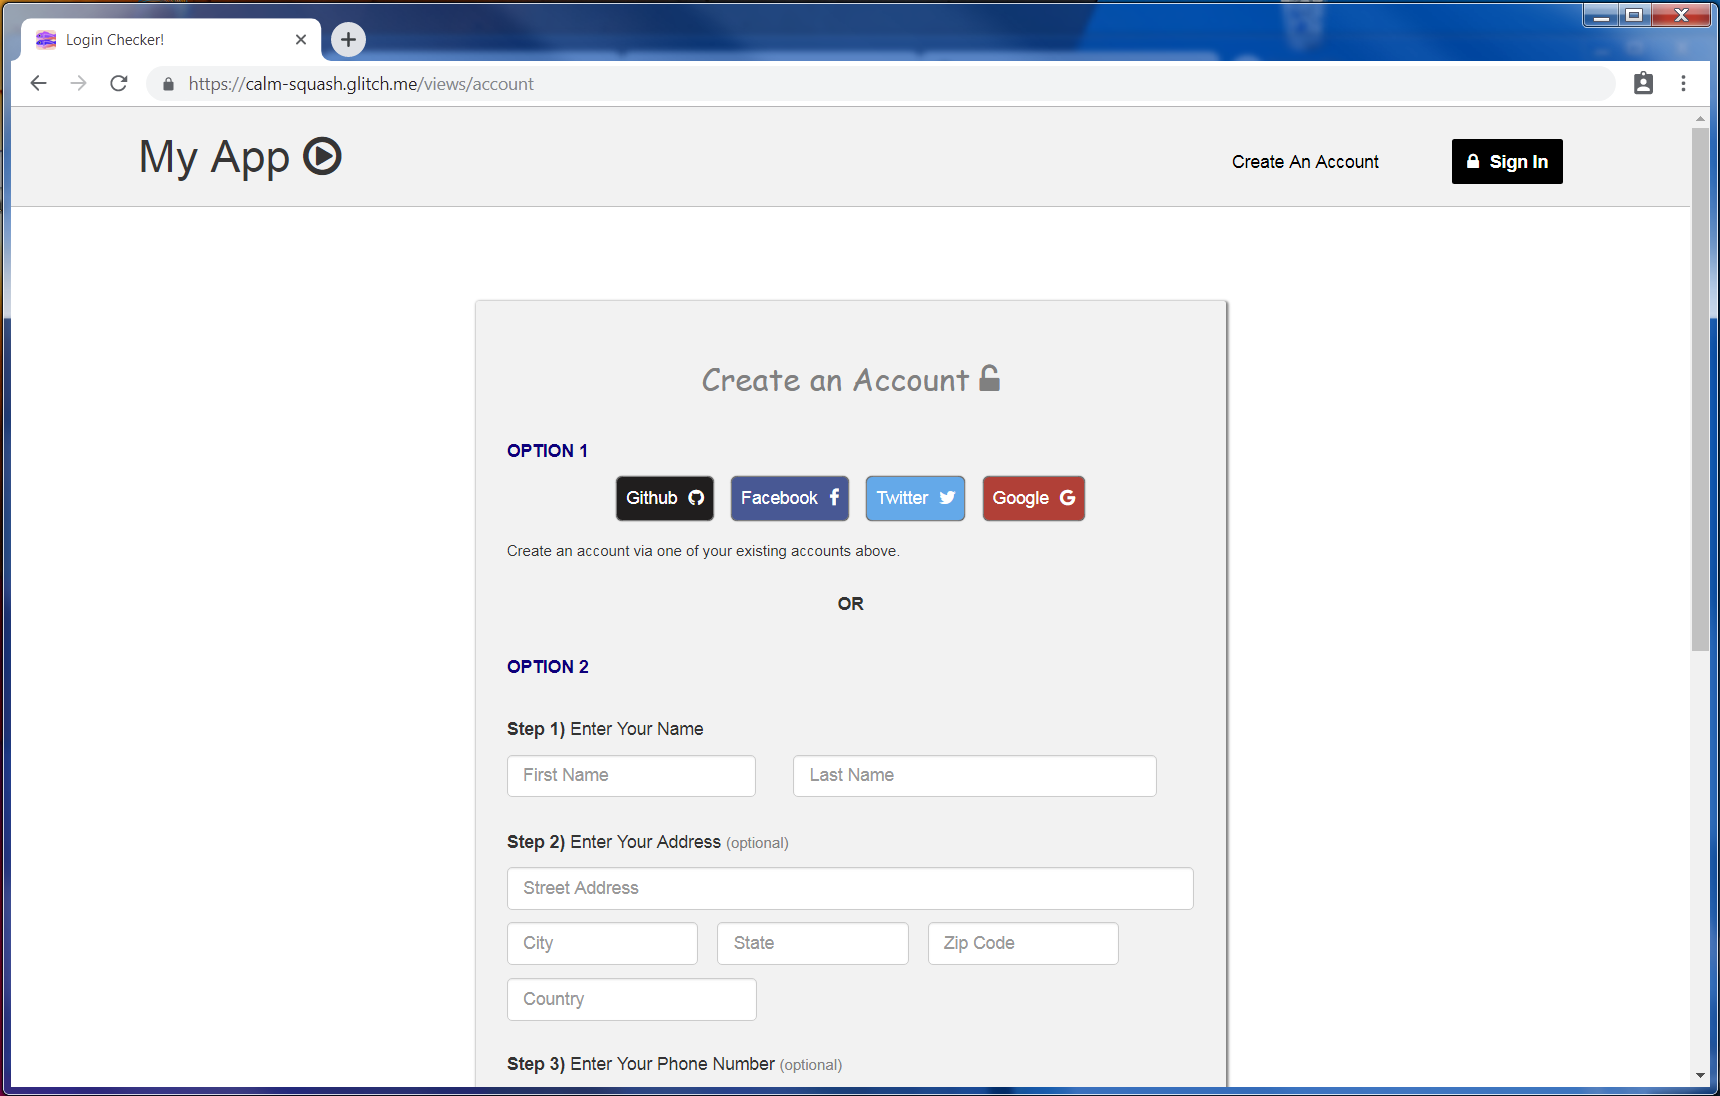 Login Checker!
https://calm-squash.glitch.me/views/account
My App
Create An Account
Sign In
Create an Account
OPTION 1
Github
Facebook
Twitter
Google
Create an account via one of your existing accounts above.
OR
OPTION 2
Step 1) Enter Your Name
First Name
Last Name
Step 2) Enter Your Address (optional)
Street Address
City
State
Zip Code
Country
Step 3) Enter Your Phone Number (optional)